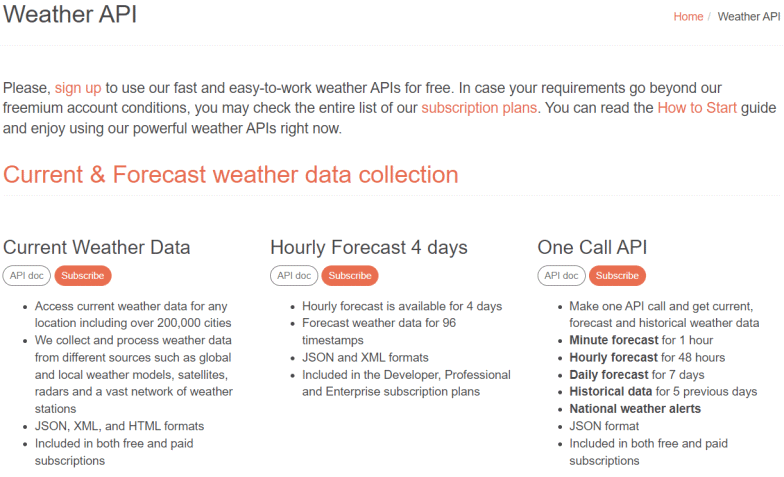 Weather API
Home / Weather API
Please, sign up to use our fast and easy-to-work weather APIs for free. In case your requirements go beyond our
freemium account conditions, you may check the entire list of our subscription plans. You can read the How to Start guide
and enjoy using our powerful weather APIs right now.
Current & Forecast weather data collection
Current Weather Data
API doc Subscribe
• Access current weather data for any
location including over 200,000 cities
• We collect and process weather data
from different sources such as global
and local weather models, satellites,
radars and a vast network of weather
stations
• JSON, XML, and HTML formats
• Included in both free and paid
subscriptions
Hourly Forecast 4 days
API doc Subscribe
• Hourly forecast is available for 4 days
• Forecast weather data for 96
timestamps
• JSON and XML formats
• Included in the Developer, Professional
and Enterprise subscription plans
One Call API
API doc Subscribe
• Make one API call and get current,
forecast and historical weather data
• Minute forecast for 1 hour
• Hourly forecast for 48 hours
• Daily forecast for 7 days
• Historical data for 5 previous days
• National weather alerts
• JSON format
• Included in both free and paid
subscriptions